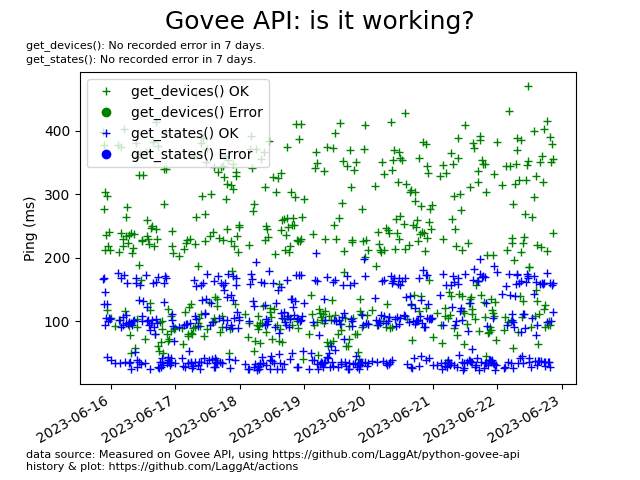 Govee API: is it working?
get_devices(): No recorded error in 7 days.
get_states(): No recorded error in 7 days.
get_devices() OK
get_devices() Error
get_states() OK
get_states() Error
Ping (ms)
400
300
200
100
2023-06-16
2023-06-17
2023-06-18
2023-06-19
2023-06-20
2023-06-21
2023-06-22
2023-06-23
data source: Measured on Govee API, using https://github.com/LaggAt/python-govee-api
history & plot: https://github.com/LaggAt/actions